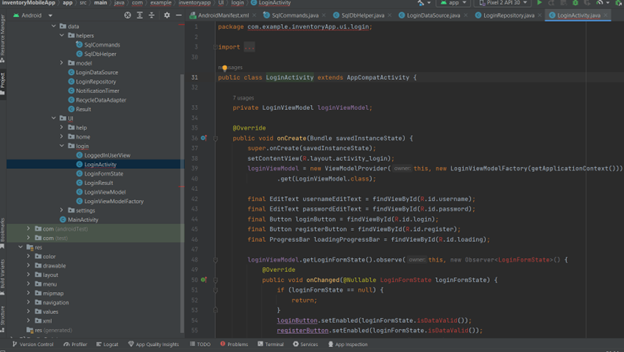 InventoryMobileApp
app
src
main
java
com
example
inventoryapp
ui
login
LoginActivity
app
Pixel 2 API 30
Android
AndroidManifest.xml
SqlCommands.java
SqlDbHelper.java
LoginDataSource.java
LoginRepository.java
LoginActivity.java
Resource Manager
Project
Bookmarks
Build Variants
Structure
data
helpers
SqlCommands
SqlDbHelper
model
LoginDataSource
LoginRepository
NotificationTimer
RecycleDataAdapter
Result
UI
help
home
login
LoggedInUserView
LoginActivity
LoginFormState
LoginResult
LoginViewModel
LoginViewModelFactory
settings
MainActivity
com (androidTest)
com (test)
res
color
drawable
layout
menu
mipmap
navigation
values
xml
res (generated)
package com.example.inventoryApp.ui.login;
import ...
31 public class LoginActivity extends AppCompatActivity {
7 usages
private LoginViewModel loginViewModel;
@Override
public void onCreate(Bundle savedInstanceState) {
super.onCreate(savedInstanceState);
setContentView(R.layout.activity_login);
loginViewModel = new ViewModelProvider( owner: this, new LoginViewModelFactory(getApplicationContext()))
.get(LoginViewModel.class);
final EditText usernameEditText = findViewById(R.id.username);
final EditText passwordEditText = findViewById(R.id.password);
final Button loginButton = findViewById(R.id.login);
final Button registerButton = findViewById(R.id.register);
final ProgressBar loadingProgressBar = findViewById(R.id.loading);
loginViewModel.getLoginFormState().observe( owner: this, new Observer<LoginFormState>() {
@Override
public void onChanged(@Nullable LoginFormState loginFormState) {
if (loginFormState == null) {
return;
}
loginButton.setEnabled(loginFormState.isDataValid());
registerButton.setEnabled(loginFormState.isDataValid());
Version Control
Profiler
Logcat
App Quality Insights
TODO
Problems
Terminal
Services
App Inspection